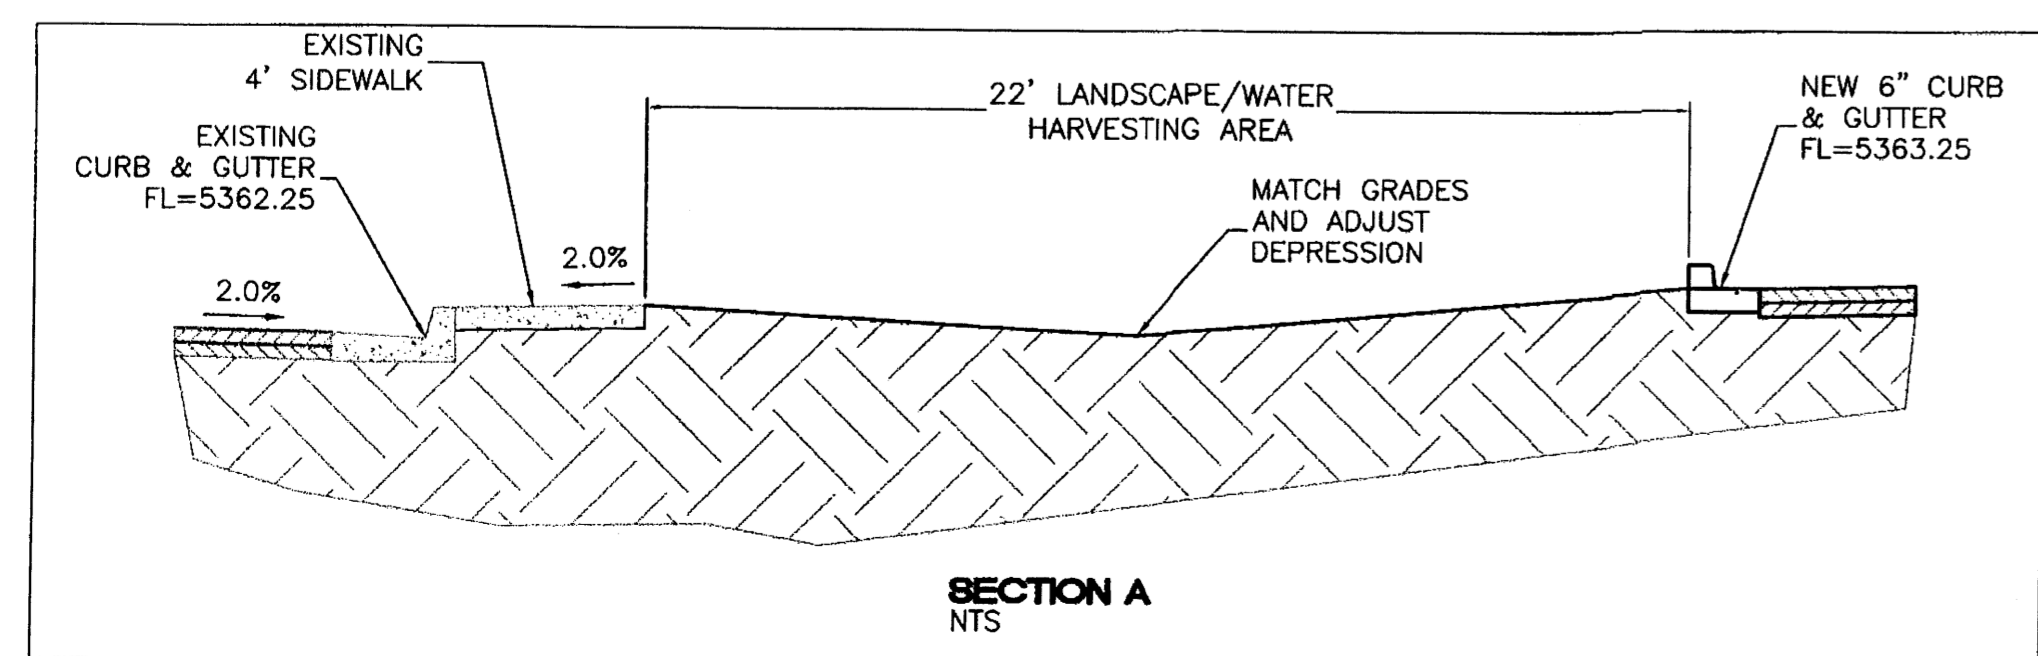 EXISTING
4' SIDEWALK
EXISTING
CURB & GUTTER
FL=5362.25
22' LANDSCAPE/WATER
HARVESTING AREA
NEW 6" CURB
& GUTTER
FL=5363.25
MATCH GRADES
AND ADJUST
DEPRESSION
2.0%
2.0%
SECTION A
NTS